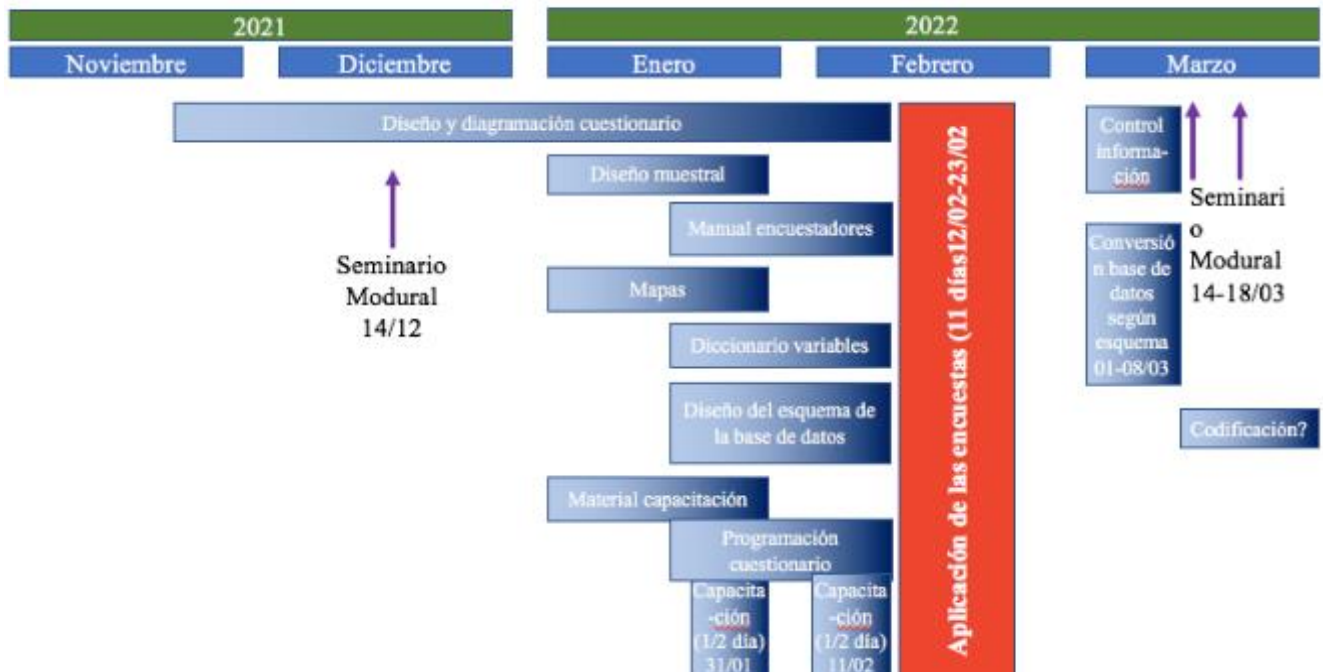 2021
2022
Noviembre
Diciembre
Enero
Febrero
Marzo
Diseño y diagramación cuestionario
Diseño muestral
Manual encuestadores
Mapas
Diccionario variables
Diseño del esquema de
la base de datos
Material capacitación
Programación
cuestionario
Capacita
-ción
(1/2 día)
31/01
Capacita
-ción
(1/2 día)
11/02
Seminario
Modural
14/12
Aplicación de las encuestas (11 días12/02-23/02
Control
informa-
ción
Conversió
n base de
datos
según
esquema
01-08/03
Seminari
o
Modural
14-18/03
Codificación?